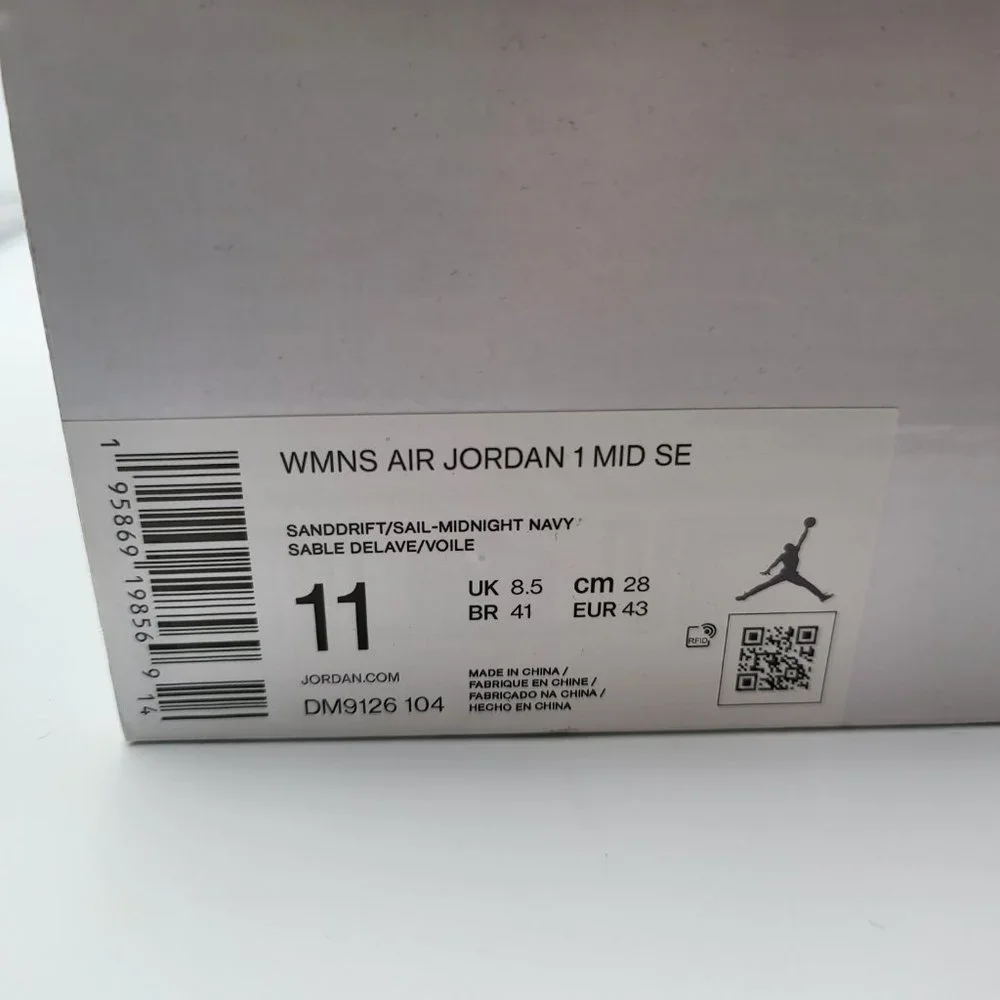 WMNS AIR JORDAN 1 MID SE
SANDDRIFT/SAIL-MIDNIGHT NAVY
SABLE DELAVE/VOILE
11
UK 8.5 cm 28
BR 41 EUR 43
JORDAN.COM
DM9126 104
MADE IN CHINA /
FABRIQUE EN CHINE /
FABRICADO NA CHINA /
HECHO EN CHINA
RFID
1 95869 19856 91 4